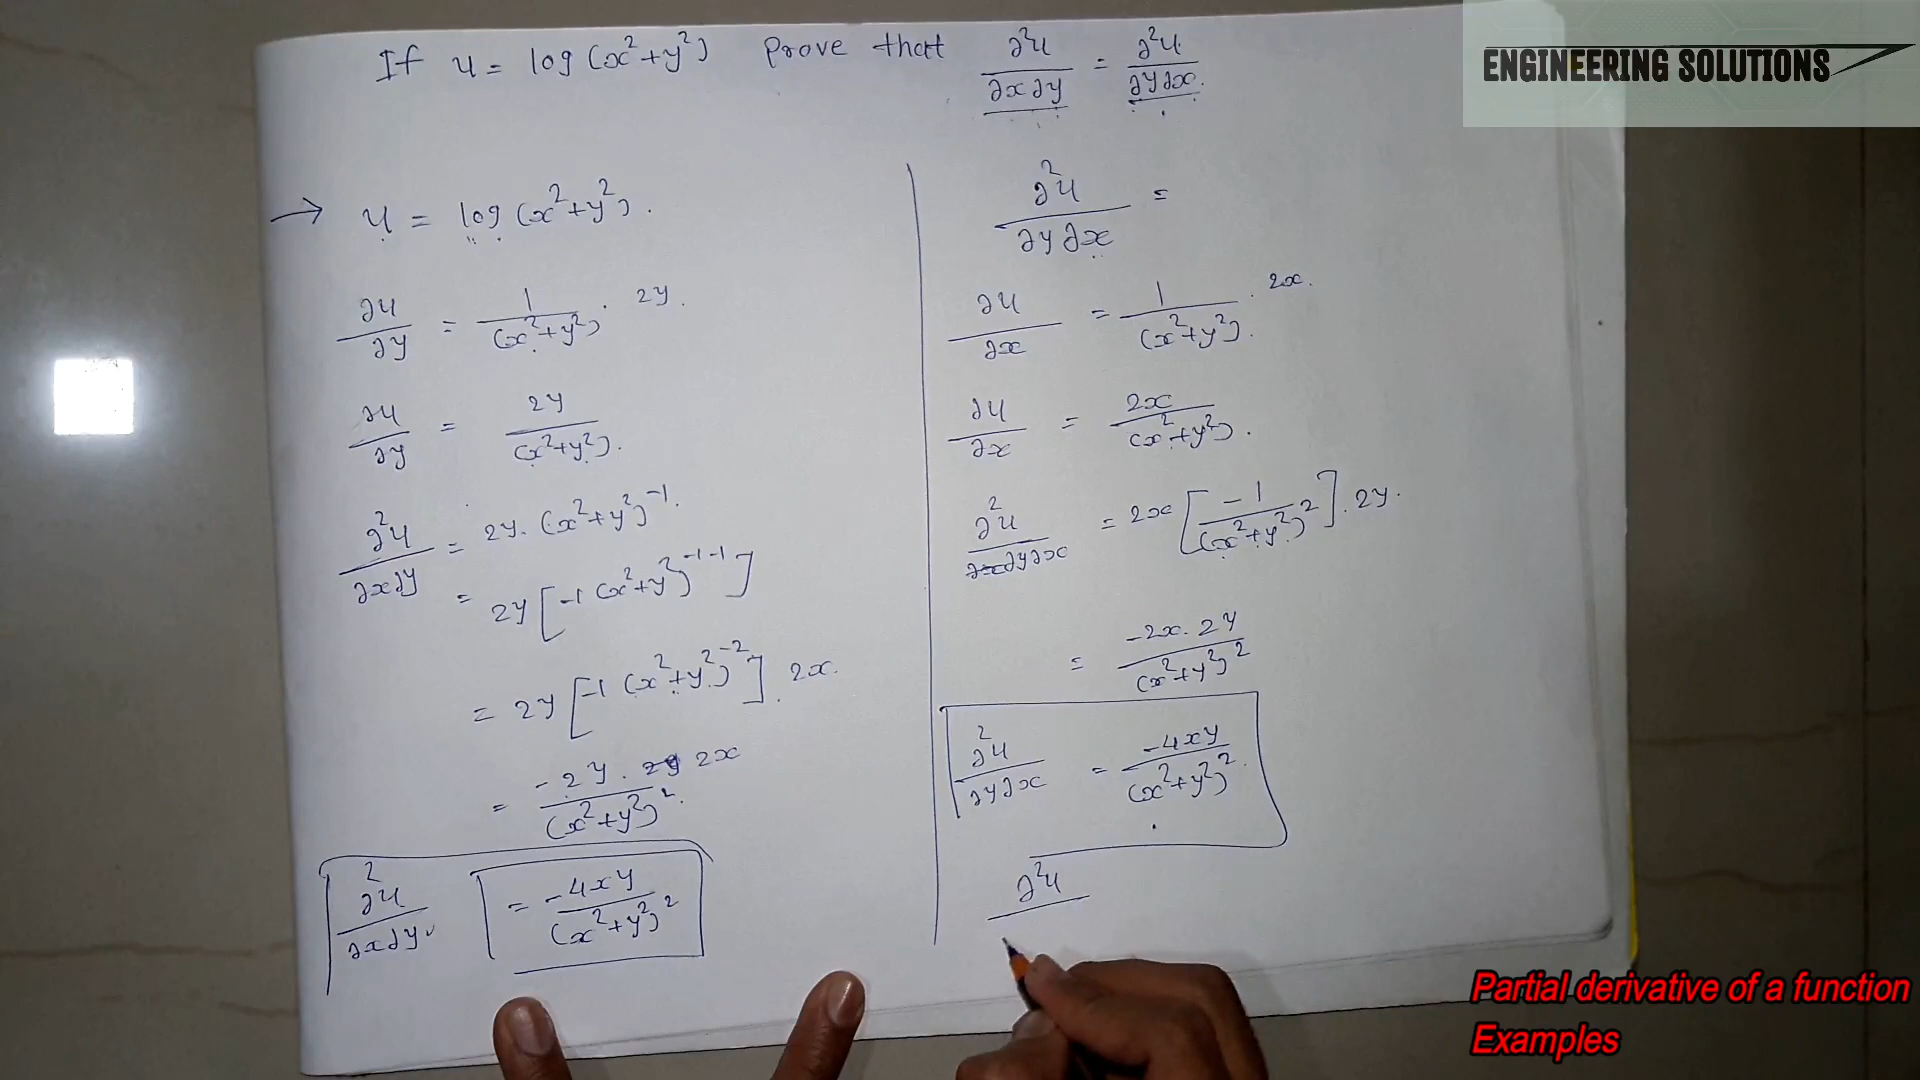 If u = log (x²+y²) Prove that ∂²u/∂x∂y = ∂²u/∂y∂x.
ENGINEERING SOLUTIONS
→ u = log (x²+y²).
∂u/∂y = 1/(x²+y²) . 2y.
∂u/∂y = 2y/(x²+y²).
∂²u/∂x∂y = 2y. (x²+y²)⁻¹.
= 2y [-1 (x²+y²)⁻¹⁻¹]
= 2y [-1 (x²+y²)⁻²] . 2x.
= -2y . 2x/(x²+y²)².
∂²u/∂x∂y = -4xy/(x²+y²)²
∂²u/∂y∂x =
∂u/∂x = 1/(x²+y²) . 2x.
∂u/∂x = 2x/(x²+y²).
∂²u/∂y∂x = 2x [-1/(x²+y²)²] . 2y.
= -2x. 2y/(x²+y²)²
∂²u/∂y∂x = -4xy/(x²+y²)².
∂²u
Partial derivative of a function
Examples